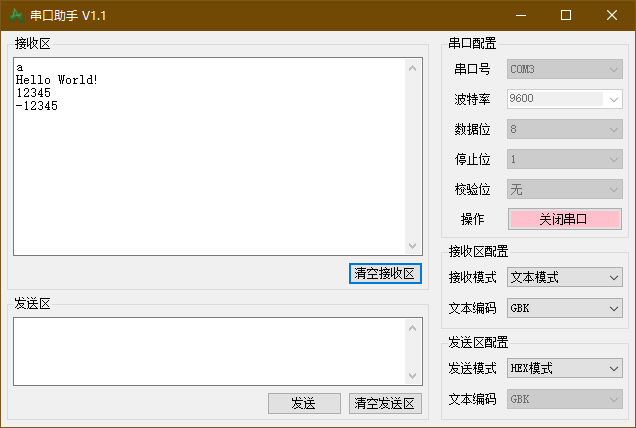 串口助手 V1.1
接收区
a
Hello World!
12345
-12345
清空接收区
发送区
发送
清空发送区
串口配置
串口号 COM3
波特率 9600
数据位 8
停止位 1
校验位 无
操作 关闭串口
接收区配置
接收模式 文本模式
文本编码 GBK
发送区配置
发送模式 HEX模式
文本编码 GBK